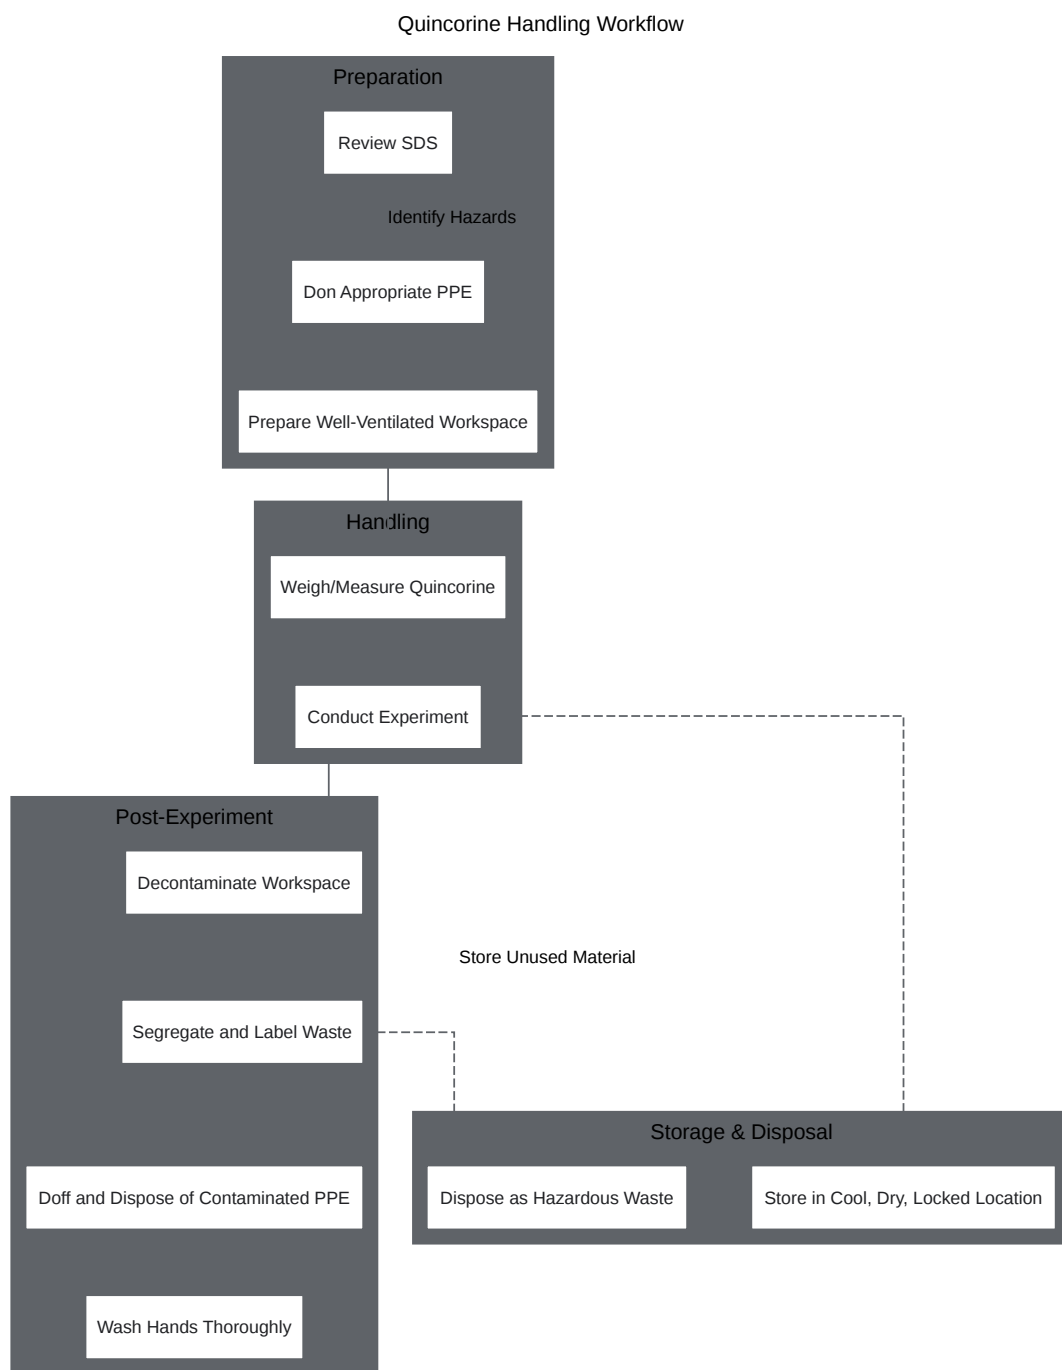 Quincorine Handling Workflow
Preparation
Review SDS
Identify Hazards
Don Appropriate PPE
Prepare Well-Ventilated Workspace
Handling
Weigh/Measure Quincorine
Conduct Experiment
Post-Experiment
Decontaminate Workspace
Store Unused Material
Segregate and Label Waste
Storage & Disposal
Doff and Dispose of Contaminated PPE
Dispose as Hazardous Waste
Store in Cool, Dry, Locked Location
Wash Hands Thoroughly